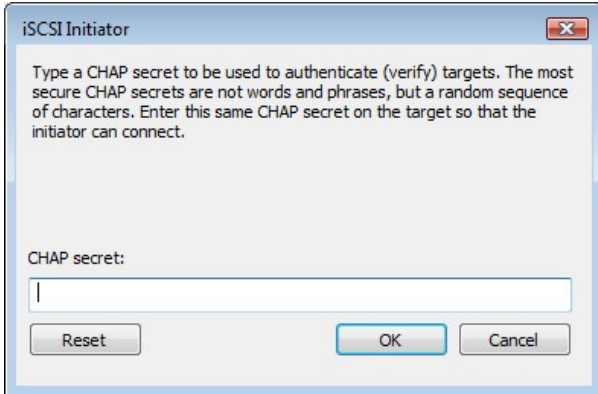 iSCSI Initiator
Type a CHAP secret to be used to authenticate (verify) targets. The most
secure CHAP secrets are not words and phrases, but a random sequence
of characters. Enter this same CHAP secret on the target so that the
initiator can connect.
CHAP secret:
Reset OK Cancel